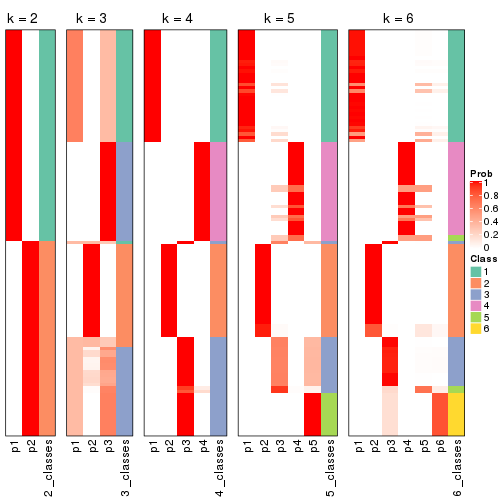 k = 2
k = 3
k = 4
k = 5
k = 6
Prob
1
0.8
0.6
0.4
0.2
0
Class
1
2
3
4
5
6
p1
p2
2_classes
p1
p2
p3
3_classes
p1
p2
p3
p4
4_classes
p1
p2
p3
p4
p5
5_classes
p1
p2
p3
p4
p5
p6
6_classes